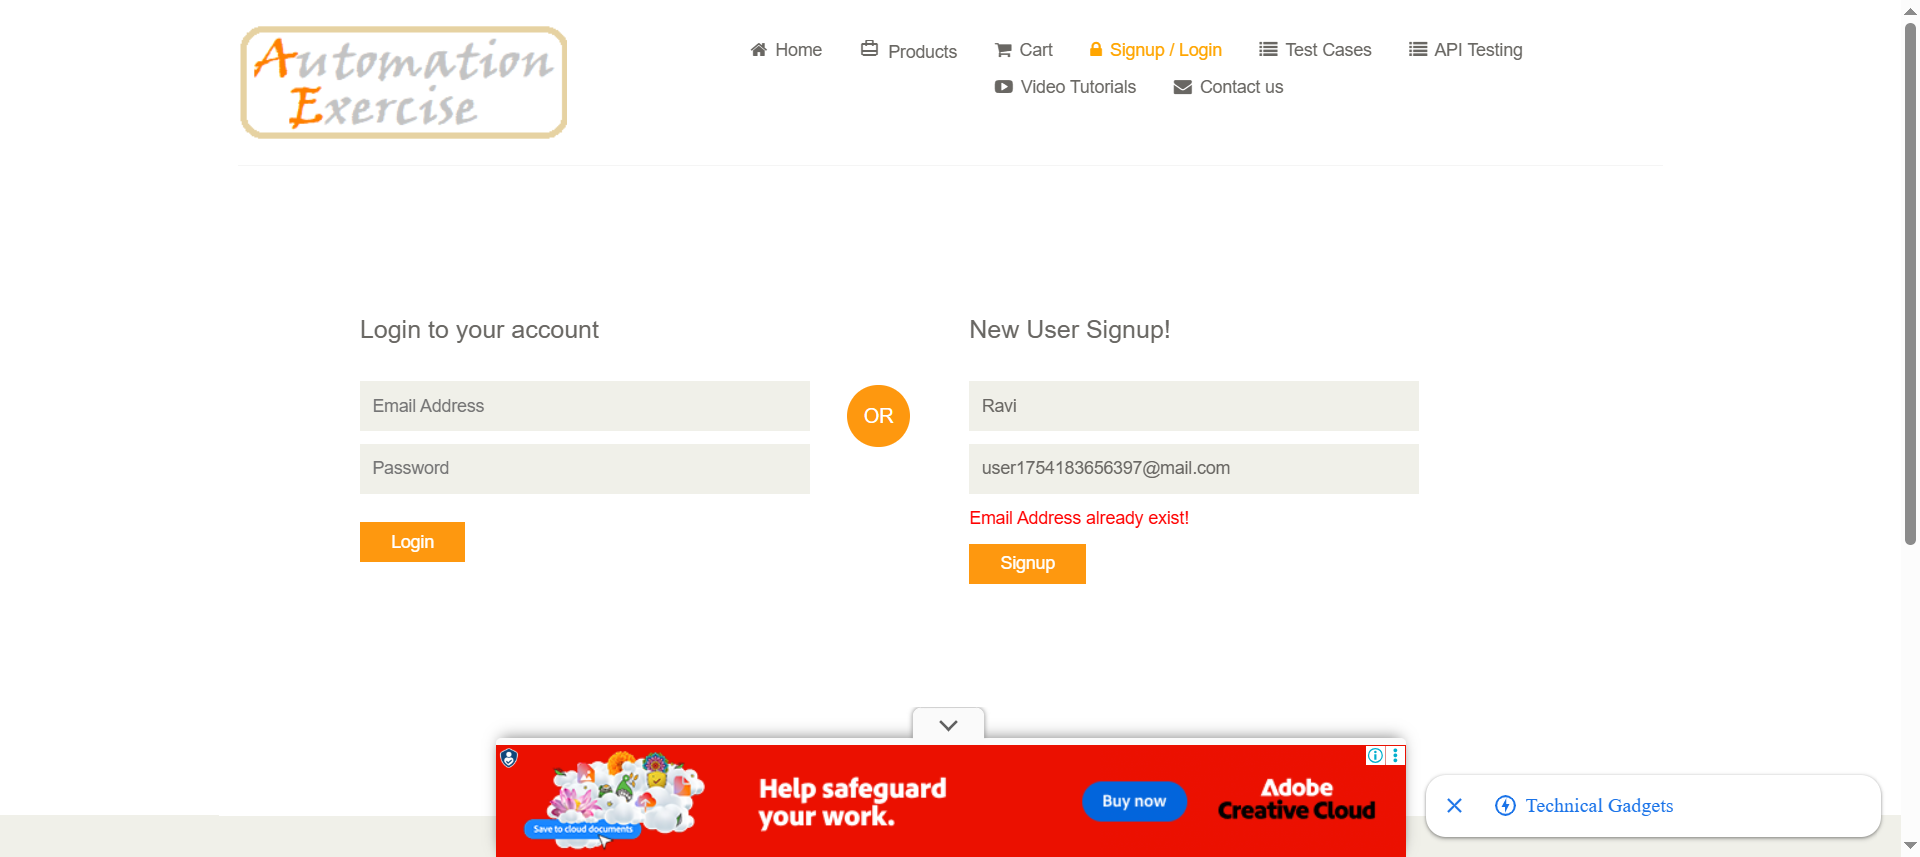 Automation
Exercise
Home
Products
Cart
Signup / Login
Test Cases
API Testing
Video Tutorials
Contact us
Login to your account
Email Address
Password
Login
OR
New User Signup!
Ravi
user1754183656397@mail.com
Email Address already exist!
Signup
Save to cloud documents
Help safeguard
your work.
Buy now
Adobe
Creative Cloud
Technical Gadgets